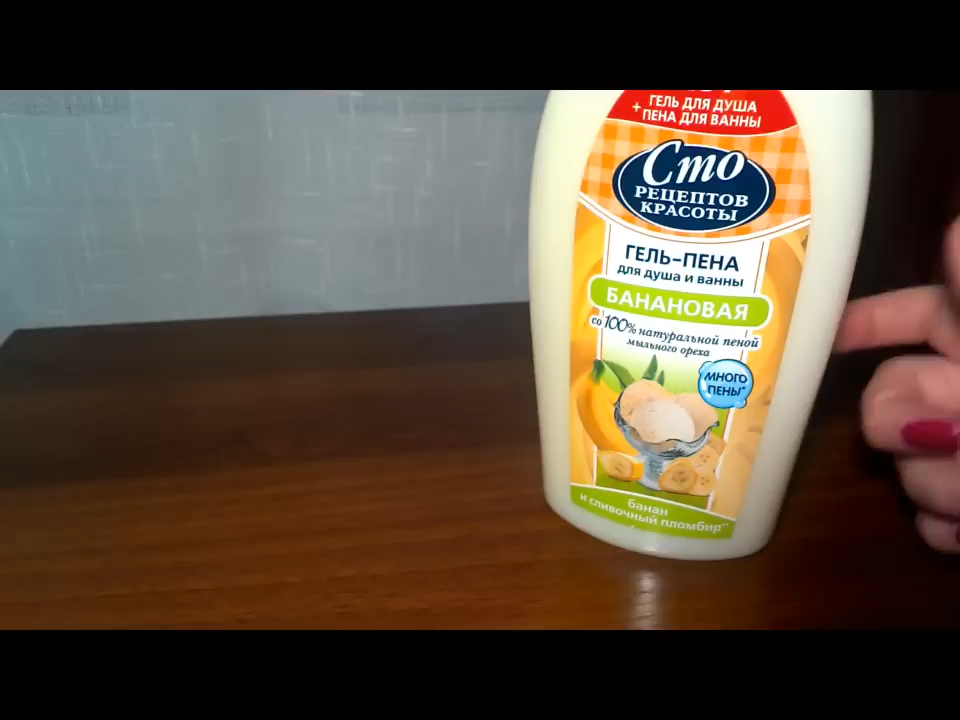 ГЕЛЬ ДЛЯ ДУША
+ ПЕНА ДЛЯ ВАННЫ
Сто
РЕЦЕПТОВ
КРАСОТЫ
ГЕЛЬ-ПЕНА
для душа и ванны
БАНАНОВАЯ
со 100% натуральной пеной
мыльного ореха
МНОГО
ПЕНЫ*
банан
и сливочный пломбир**